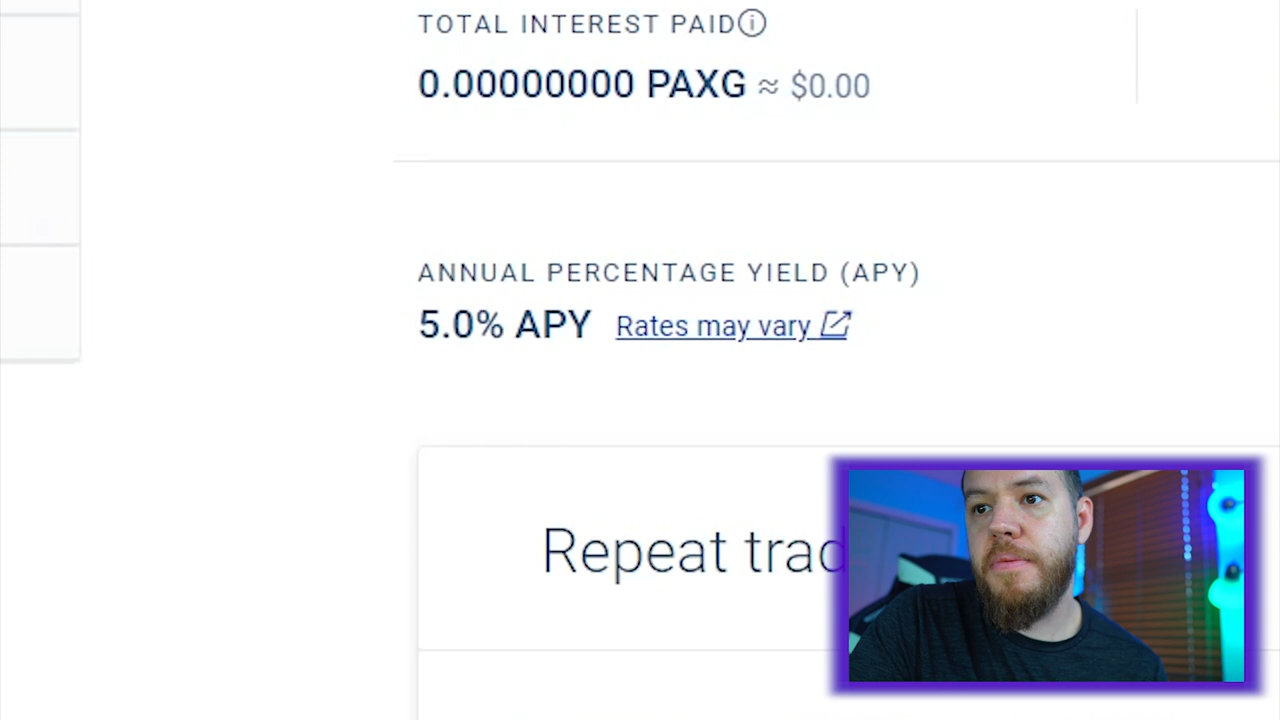 TOTAL INTEREST PAID
0.00000000 PAXG ≈ $0.00
ANNUAL PERCENTAGE YIELD (APY)
5.0% APY Rates may vary
Repeat trad